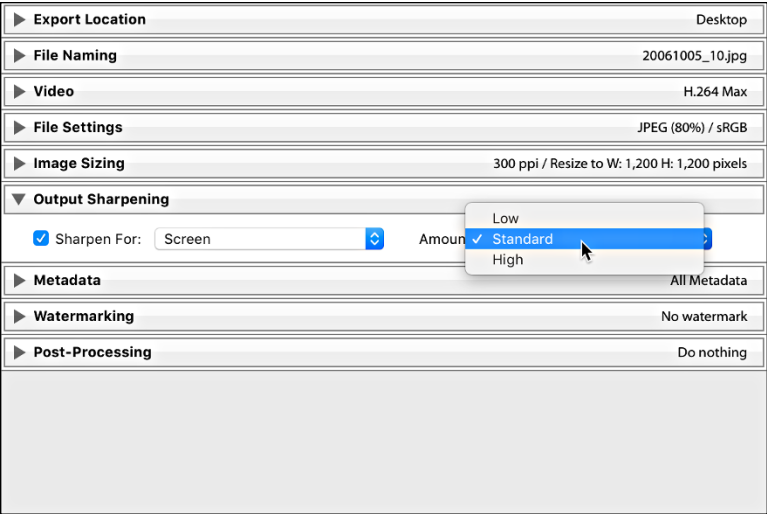 Export Location Desktop
File Naming 20061005_10.jpg
Video H.264 Max
File Settings JPEG (80%) / sRGB
Image Sizing 300 ppi / Resize to W: 1,200 H: 1,200 pixels
Output Sharpening
Low
Sharpen For: Screen Amoun ✓ Standard
High
Metadata All Metadata
Watermarking No watermark
Post-Processing Do nothing